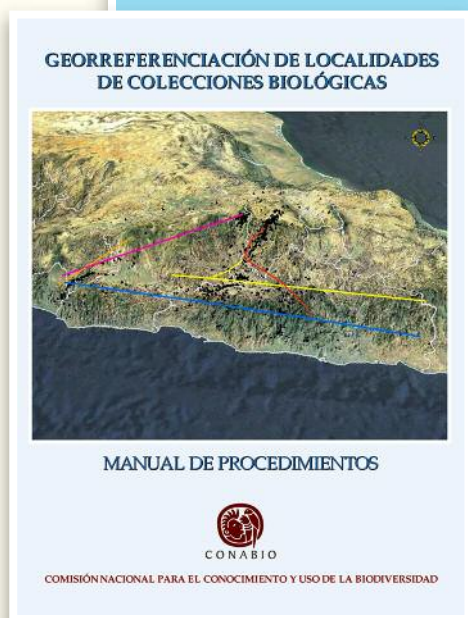 GEORREFERENCIACIÓN DE LOCALIDADES
DE COLECCIONES BIOLÓGICAS
MANUAL DE PROCEDIMIENTOS
CONABIO
COMISIÓN NACIONAL PARA EL CONOCIMIENTO Y USO DE LA BIODIVERSIDAD